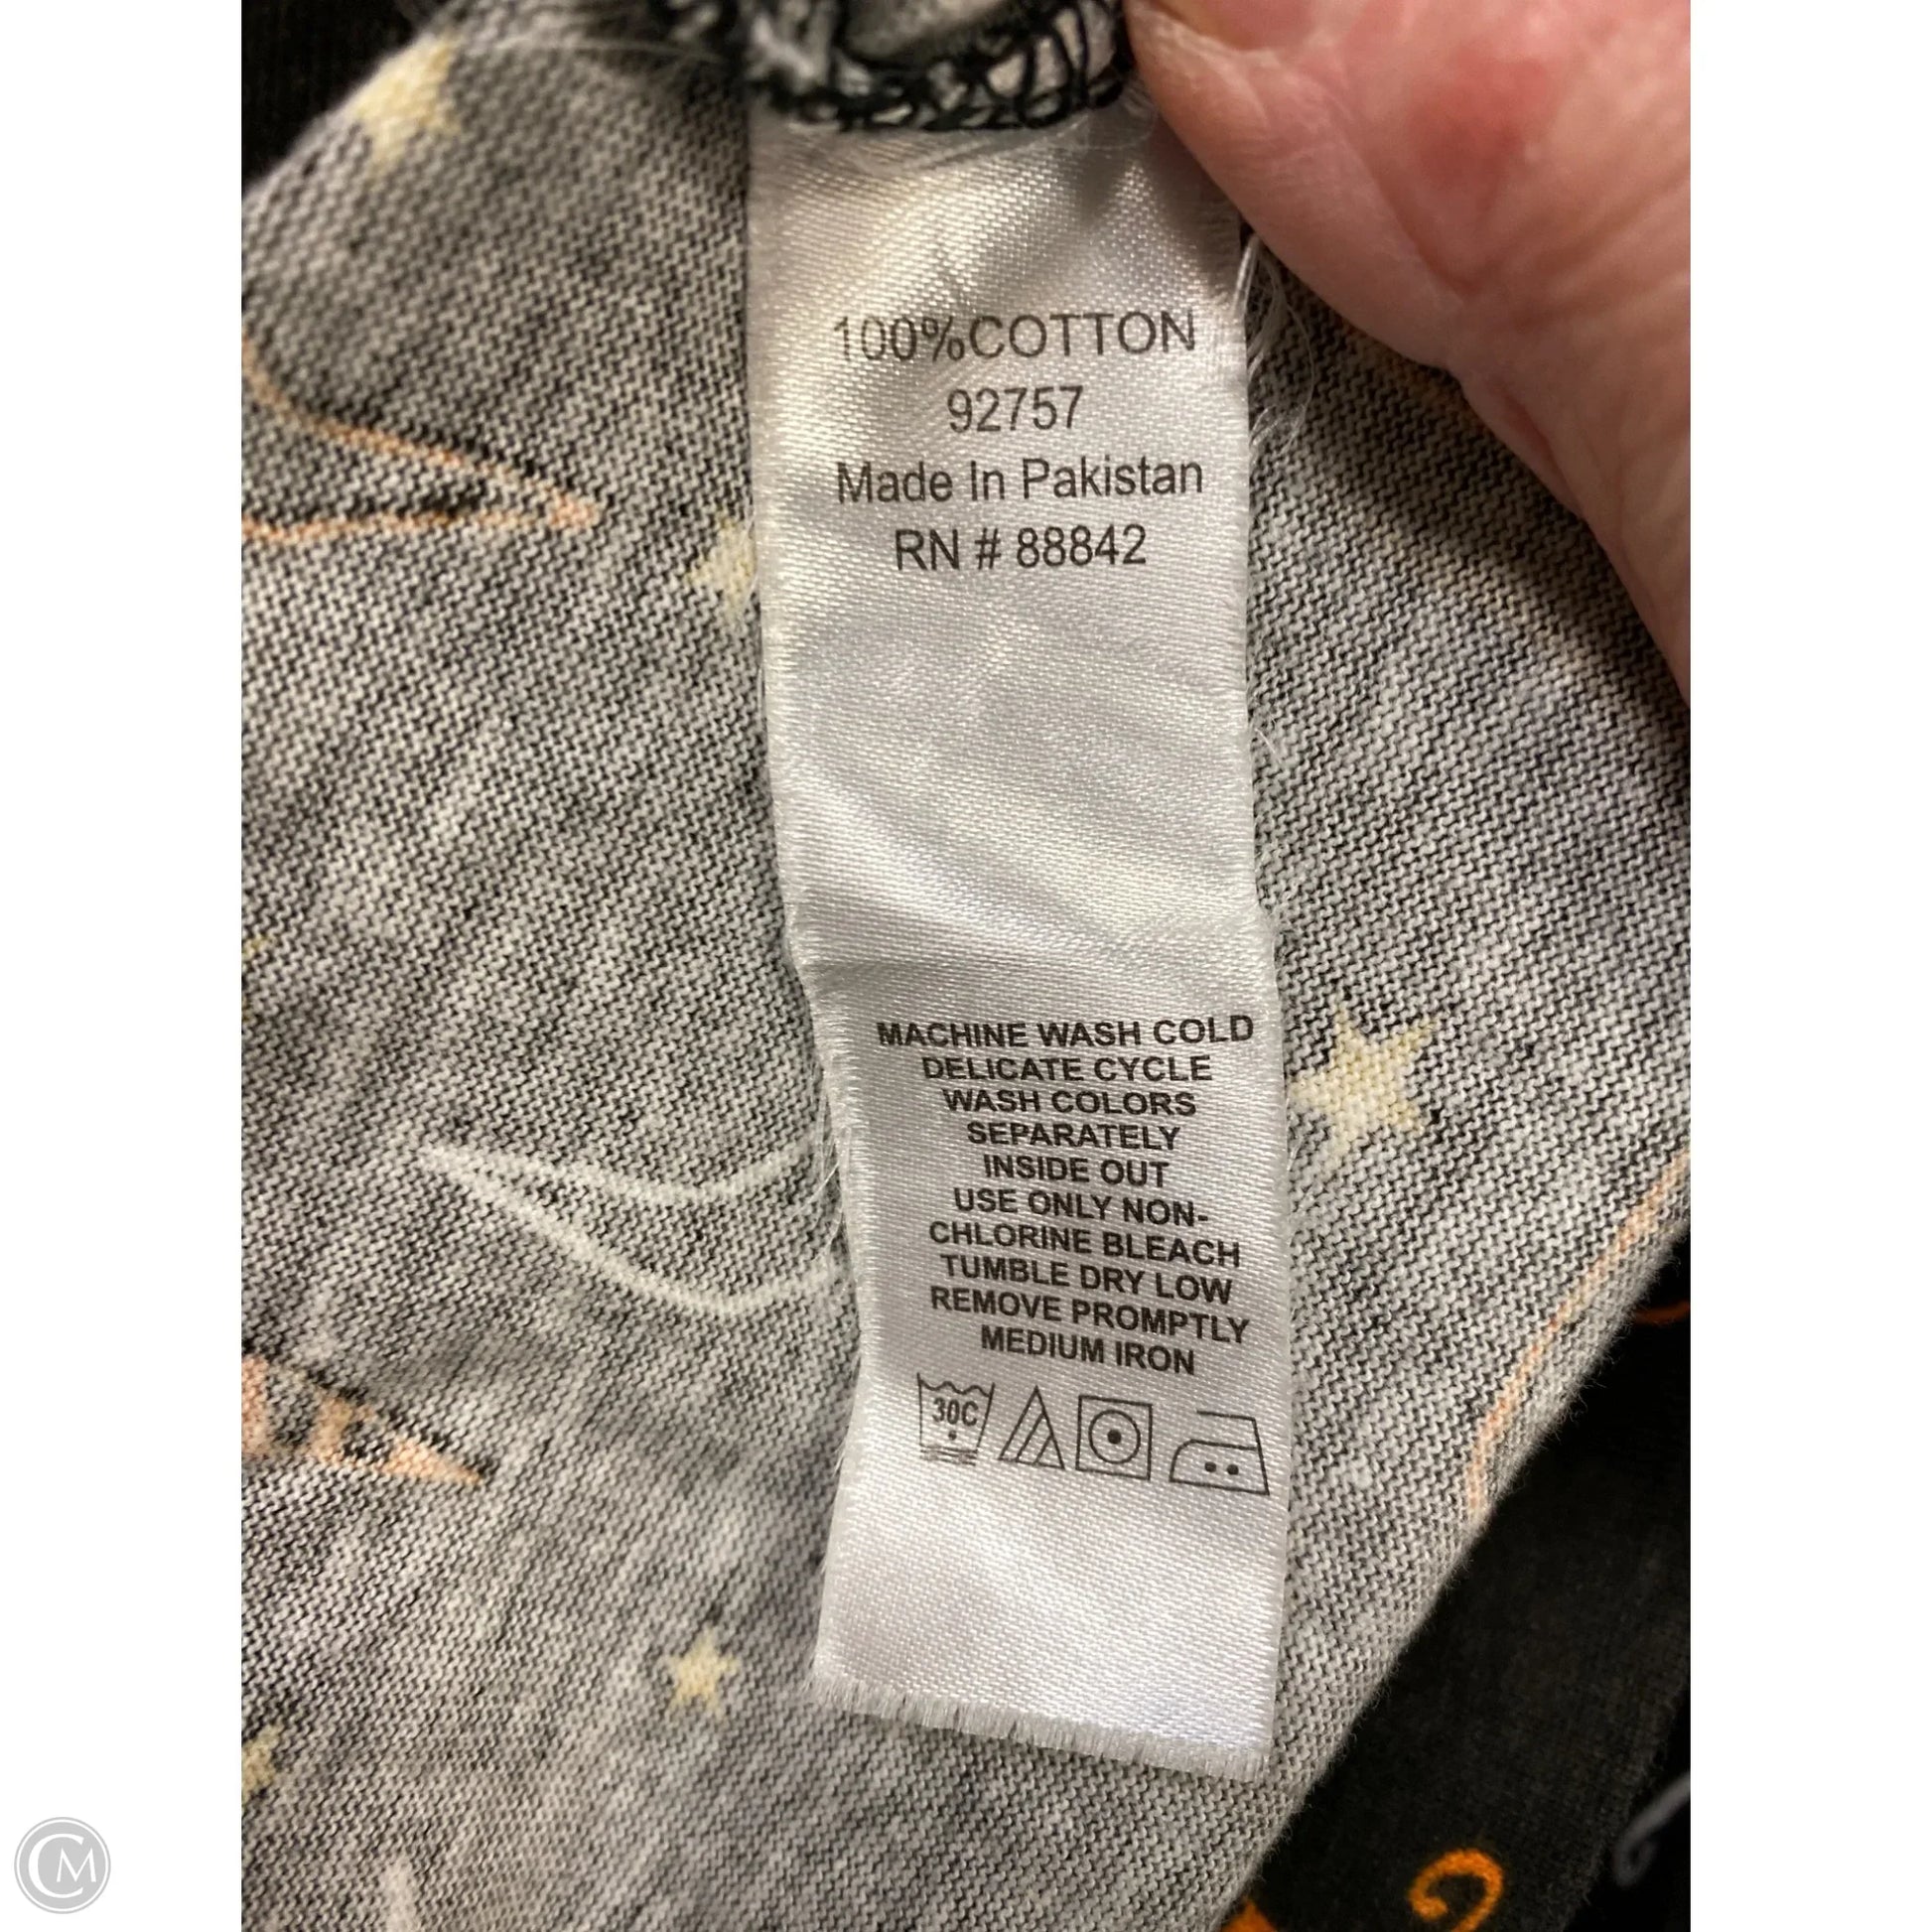 100%COTTON
92757
Made In Pakistan
RN # 88842
MACHINE WASH COLD
DELICATE CYCLE
WASH COLORS
SEPARATELY
INSIDE OUT
USE ONLY NON-
CHLORINE BLEACH
TUMBLE DRY LOW
REMOVE PROMPTLY
MEDIUM IRON
30C
CM